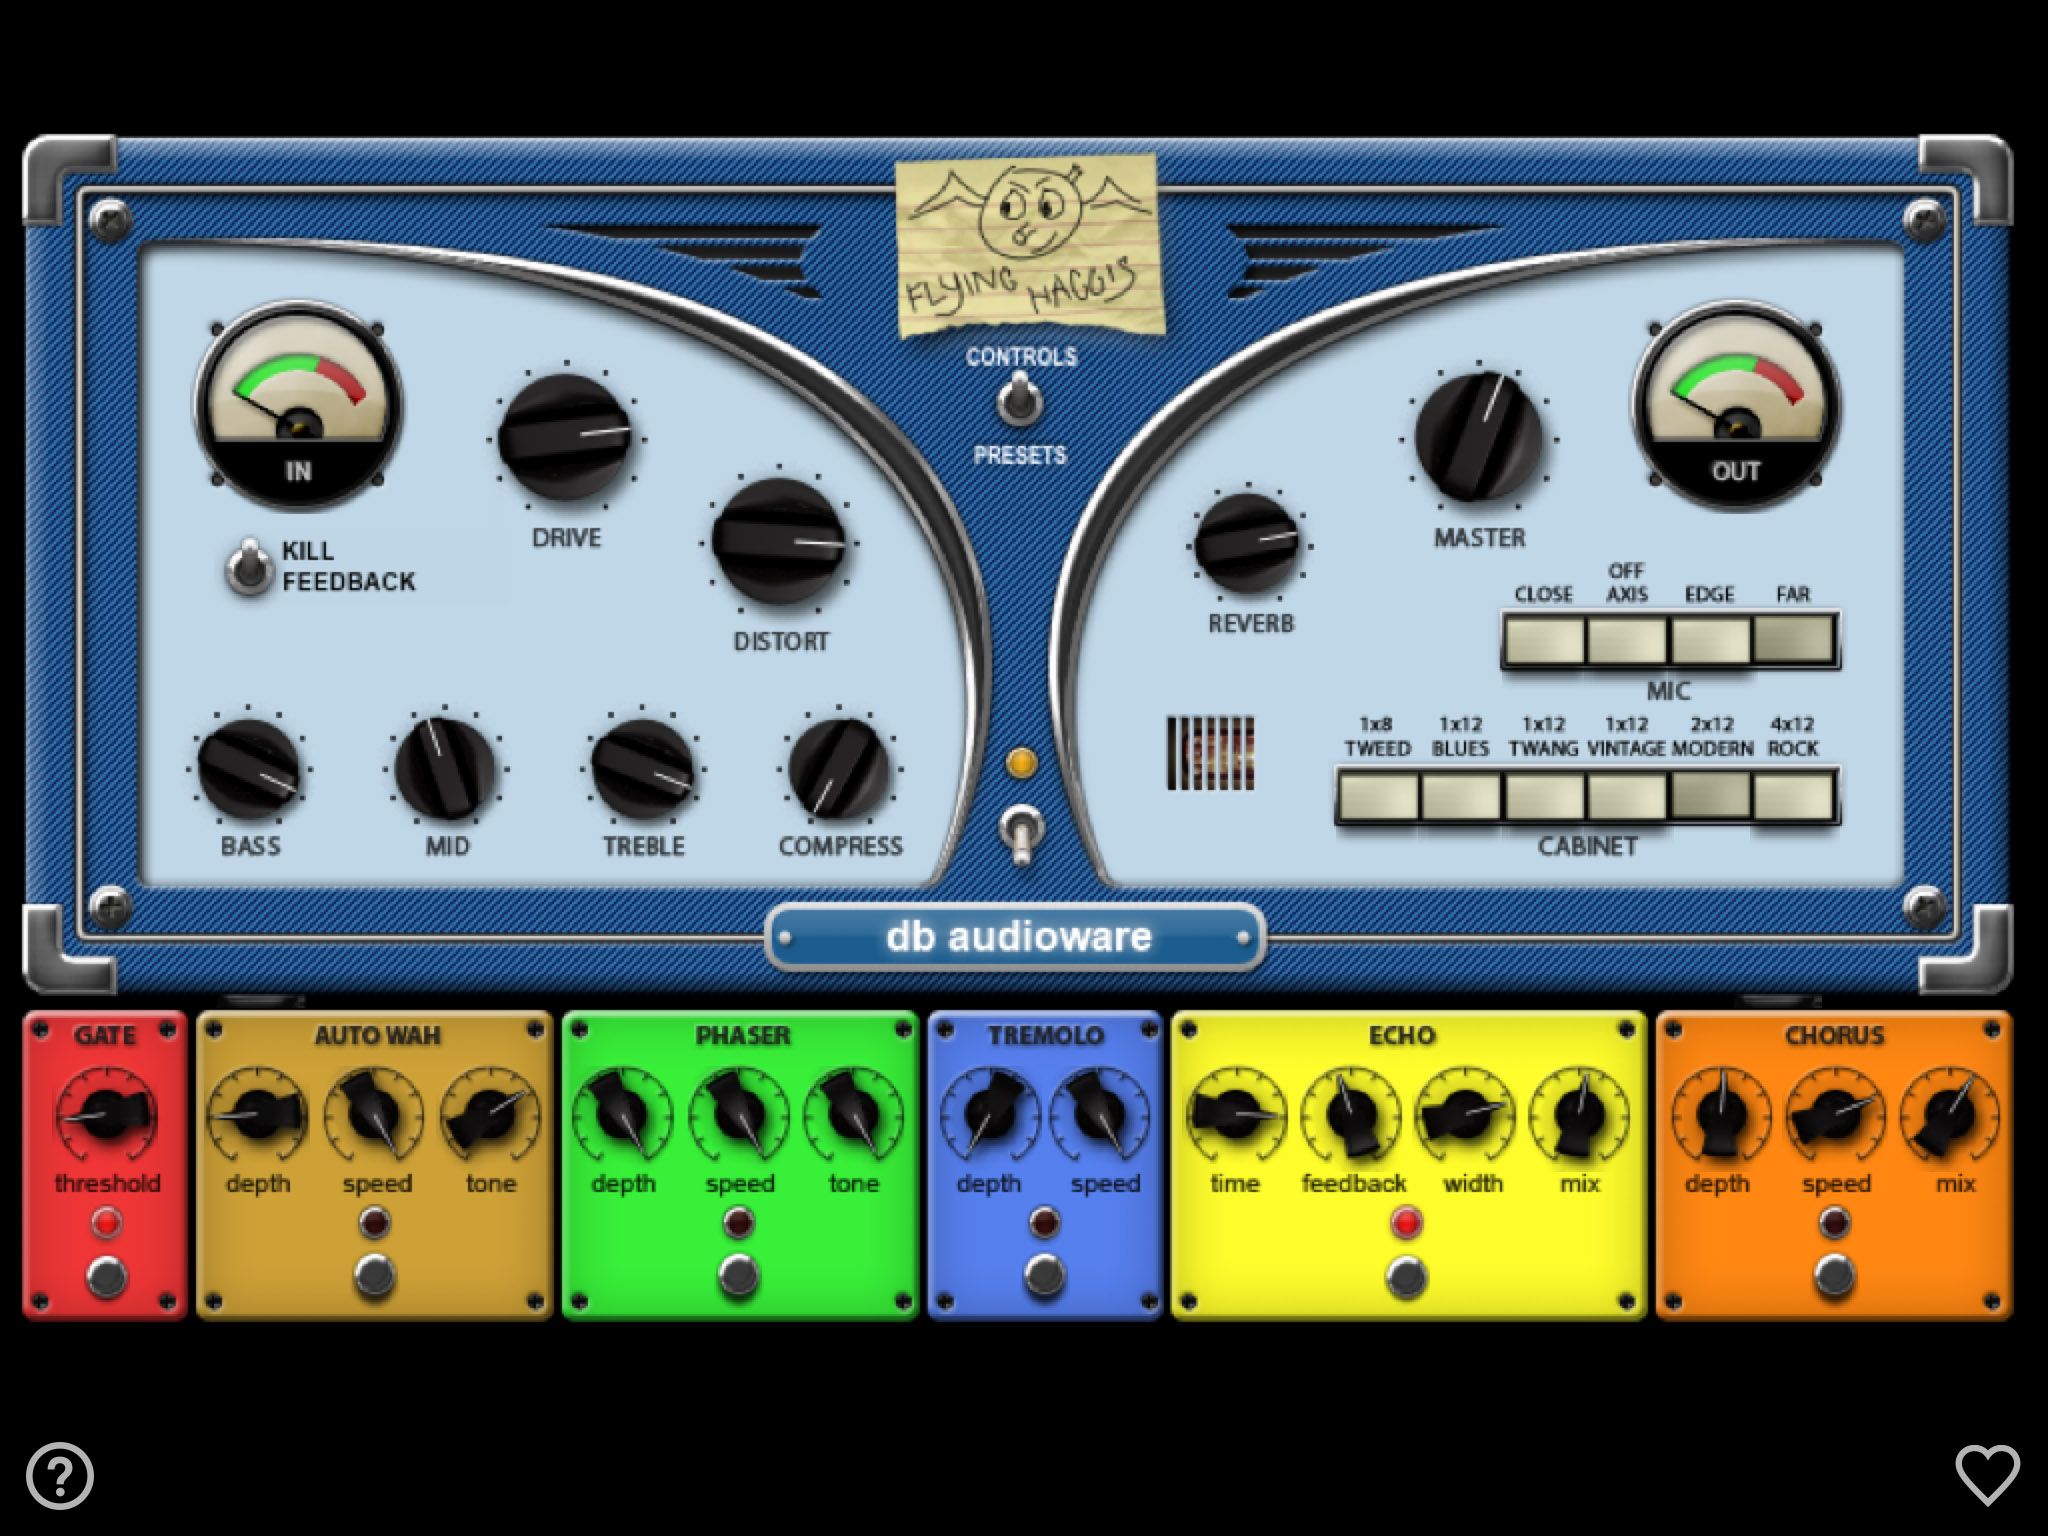 FLYING HAGGIS
CONTROLS
PRESETS
IN
KILL
FEEDBACK
DRIVE
DISTORT
BASS
MID
TREBLE
COMPRESS
REVERB
MASTER
OUT
CLOSE
OFF
AXIS
EDGE
FAR
MIC
1x8
TWEED
1x12
BLUES
1x12
TWANG
1x12
VINTAGE
2x12
MODERN
4x12
ROCK
CABINET
db audioware
GATE
threshold
AUTO WAH
depth speed tone
PHASER
depth speed tone
TREMOLO
depth speed
ECHO
time feedback width mix
CHORUS
depth speed mix
?